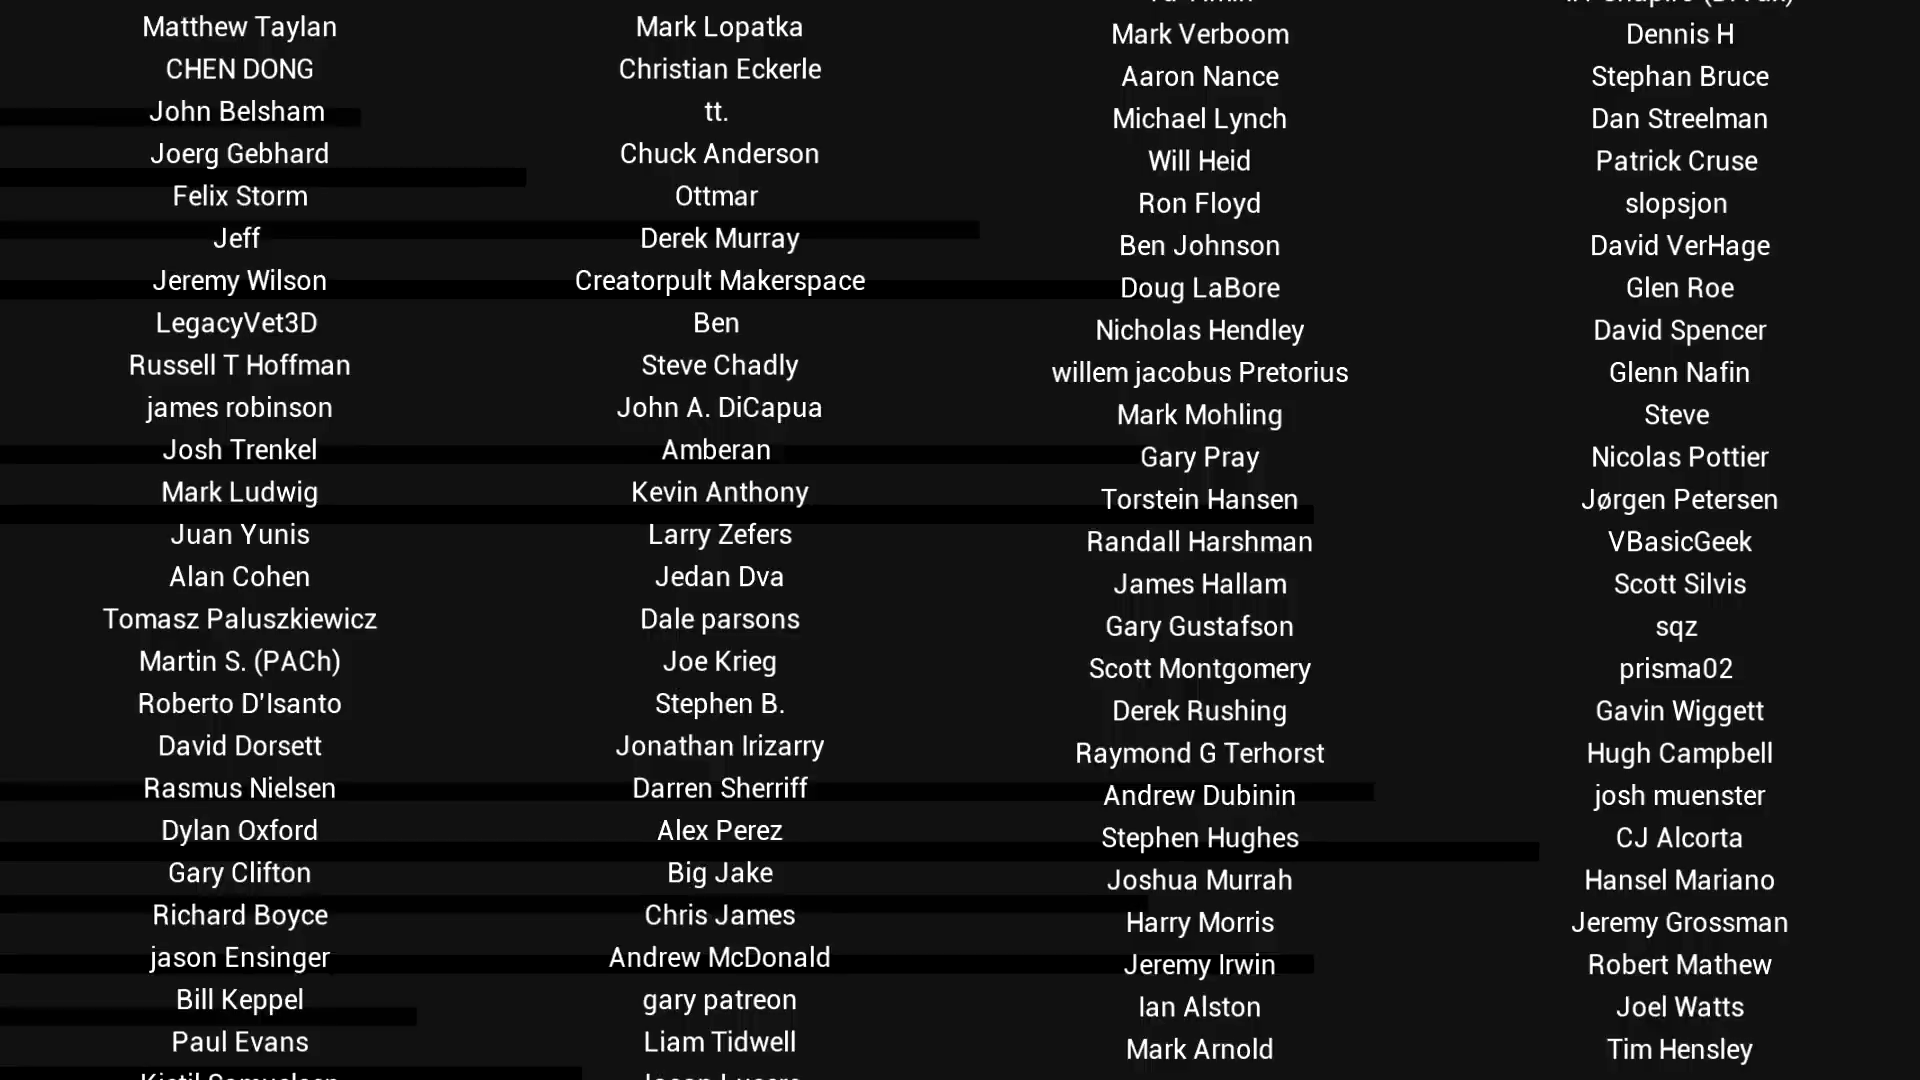 Matthew Taylan
CHEN DONG
John Belsham
Joerg Gebhard
Felix Storm
Jeff
Jeremy Wilson
LegacyVet3D
Russell T Hoffman
james robinson
Josh Trenkel
Mark Ludwig
Juan Yunis
Alan Cohen
Tomasz Paluszkiewicz
Martin S. (PACh)
Roberto D'Isanto
David Dorsett
Rasmus Nielsen
Dylan Oxford
Gary Clifton
Richard Boyce
jason Ensinger
Bill Keppel
Paul Evans
Mark Lopatka
Christian Eckerle
tt.
Chuck Anderson
Ottmar
Derek Murray
Creatorpult Makerspace
Ben
Steve Chadly
John A. DiCapua
Amberan
Kevin Anthony
Larry Zefers
Jedan Dva
Dale parsons
Joe Krieg
Stephen B.
Jonathan Irizarry
Darren Sherriff
Alex Perez
Big Jake
Chris James
Andrew McDonald
gary patreon
Liam Tidwell
Mark Verboom
Aaron Nance
Michael Lynch
Will Heid
Ron Floyd
Ben Johnson
Doug LaBore
Nicholas Hendley
willem jacobus Pretorius
Mark Mohling
Gary Pray
Torstein Hansen
Randall Harshman
James Hallam
Gary Gustafson
Scott Montgomery
Derek Rushing
Raymond G Terhorst
Andrew Dubinin
Stephen Hughes
Joshua Murrah
Harry Morris
Jeremy Irwin
Ian Alston
Mark Arnold
Dennis H
Stephan Bruce
Dan Streelman
Patrick Cruse
slopsjon
David VerHage
Glen Roe
David Spencer
Glenn Nafin
Steve
Nicolas Pottier
Jørgen Petersen
VBasicGeek
Scott Silvis
sqz
prisma02
Gavin Wiggett
Hugh Campbell
josh muenster
CJ Alcorta
Hansel Mariano
Jeremy Grossman
Robert Mathew
Joel Watts
Tim Hensley